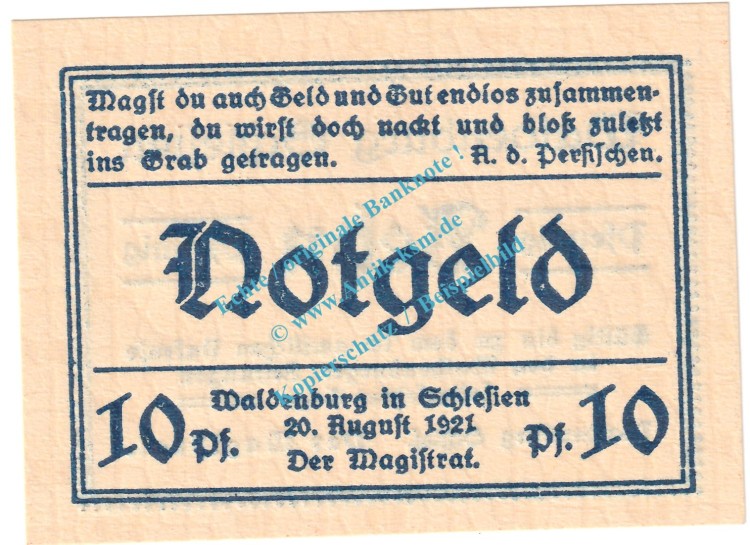 Magst du auch Geld und Gut endlos zusammen-
tragen, du wirst doch nackt und bloß zuletzt
ins Grab getragen. A. d. Persischen.
Notgeld
Echte / originale Banknote !
© www.Antik-ksm.de
Kopierschutz / Beispielbild
10 Pf. Waldenburg in Schlesien Pf. 10
20. August 1921
Der Magistrat.